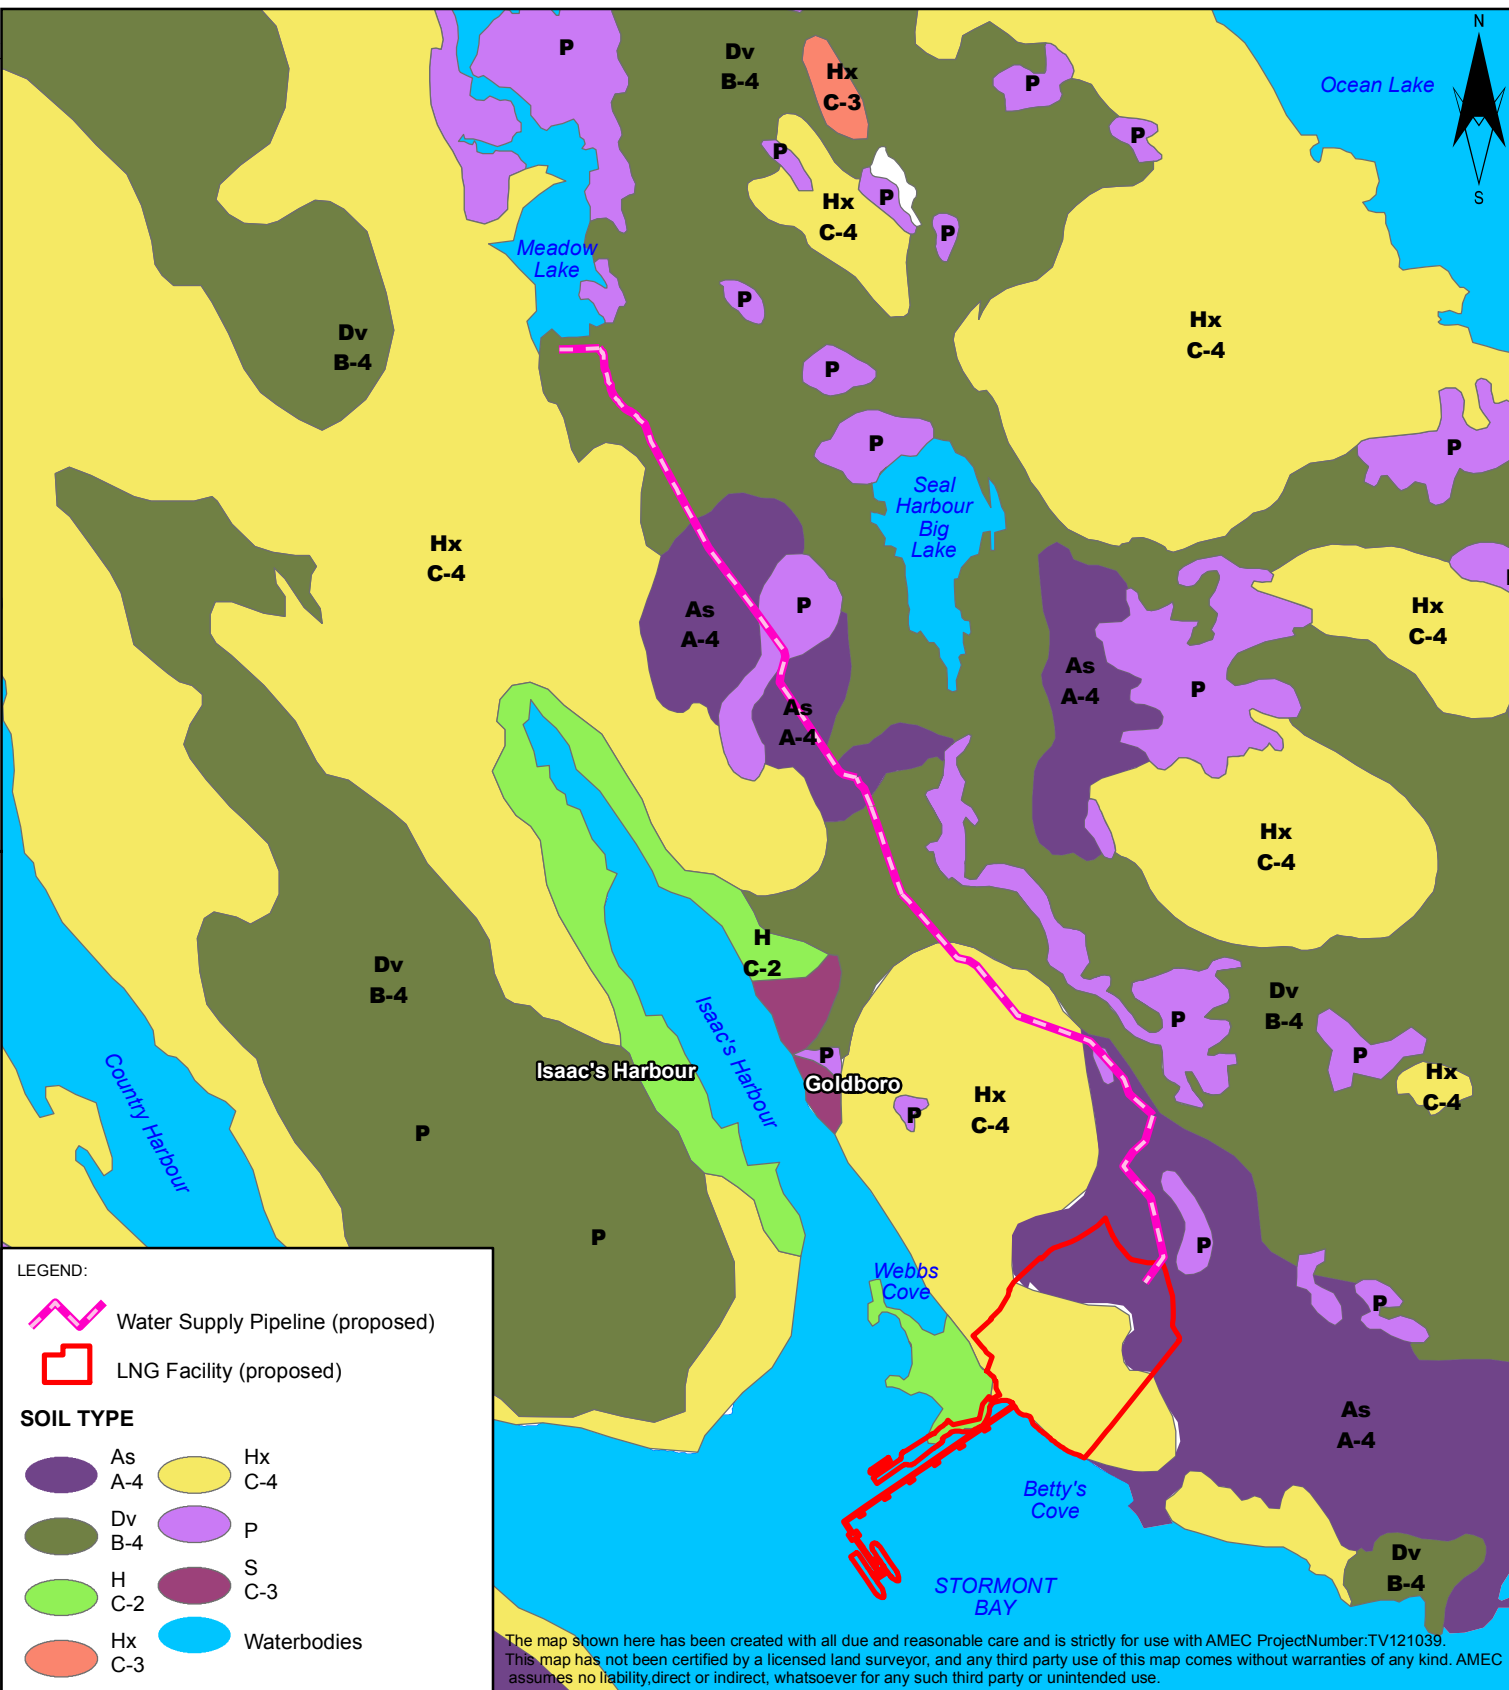 P
Dv
B-4
Hx
C-3
P
Ocean Lake
N
S
P
P
Hx
C-4
P
P
Meadow
Lake
P
Dv
B-4
Hx
C-4
P
P
Seal
Harbour
Big
Lake
P
Hx
C-4
As
A-4
P
Hx
C-4
As
A-4
P
As
A-4
Hx
C-4
H
C-2
Dv
B-4
Dv
B-4
P
P
P
Isaac's Harbour
Isaac's Harbour
Goldboro
Hx
C-4
Hx
C-4
P
Country Harbour
P
P
P
Webbs
Cove
P
As
A-4
Betty's
Cove
Dv
B-4
STORMONT
BAY
LEGEND:
Water Supply Pipeline (proposed)
LNG Facility (proposed)
SOIL TYPE
As
A-4
Hx
C-4
Dv
B-4
P
H
C-2
S
C-3
Hx
C-3
Waterbodies
The map shown here has been created with all due and reasonable care and is strictly for use with AMEC ProjectNumber:TV121039.
This map has not been certified by a licensed land surveyor, and any third party use of this map comes without warranties of any kind. AMEC
assumes no liability,direct or indirect, whatsoever for any such third party or unintended use.